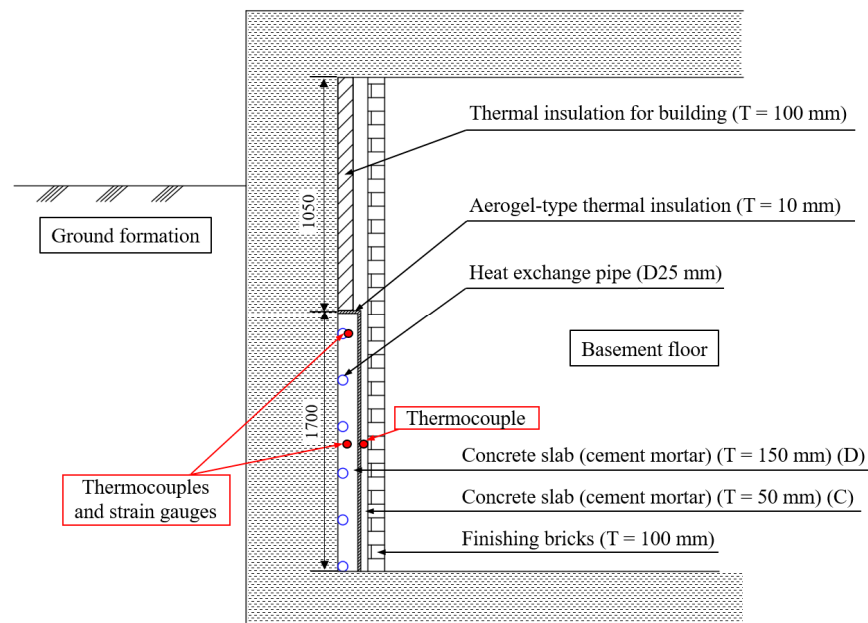 Thermal insulation for building (T = 100 mm)
1050
Aerogel-type thermal insulation (T = 10 mm)
Ground formation
Heat exchange pipe (D25 mm)
Basement floor
1700
Thermocouple
Concrete slab (cement mortar) (T = 150 mm) (D)
Thermocouples
and strain gauges
Concrete slab (cement mortar) (T = 50 mm) (C)
Finishing bricks (T = 100 mm)